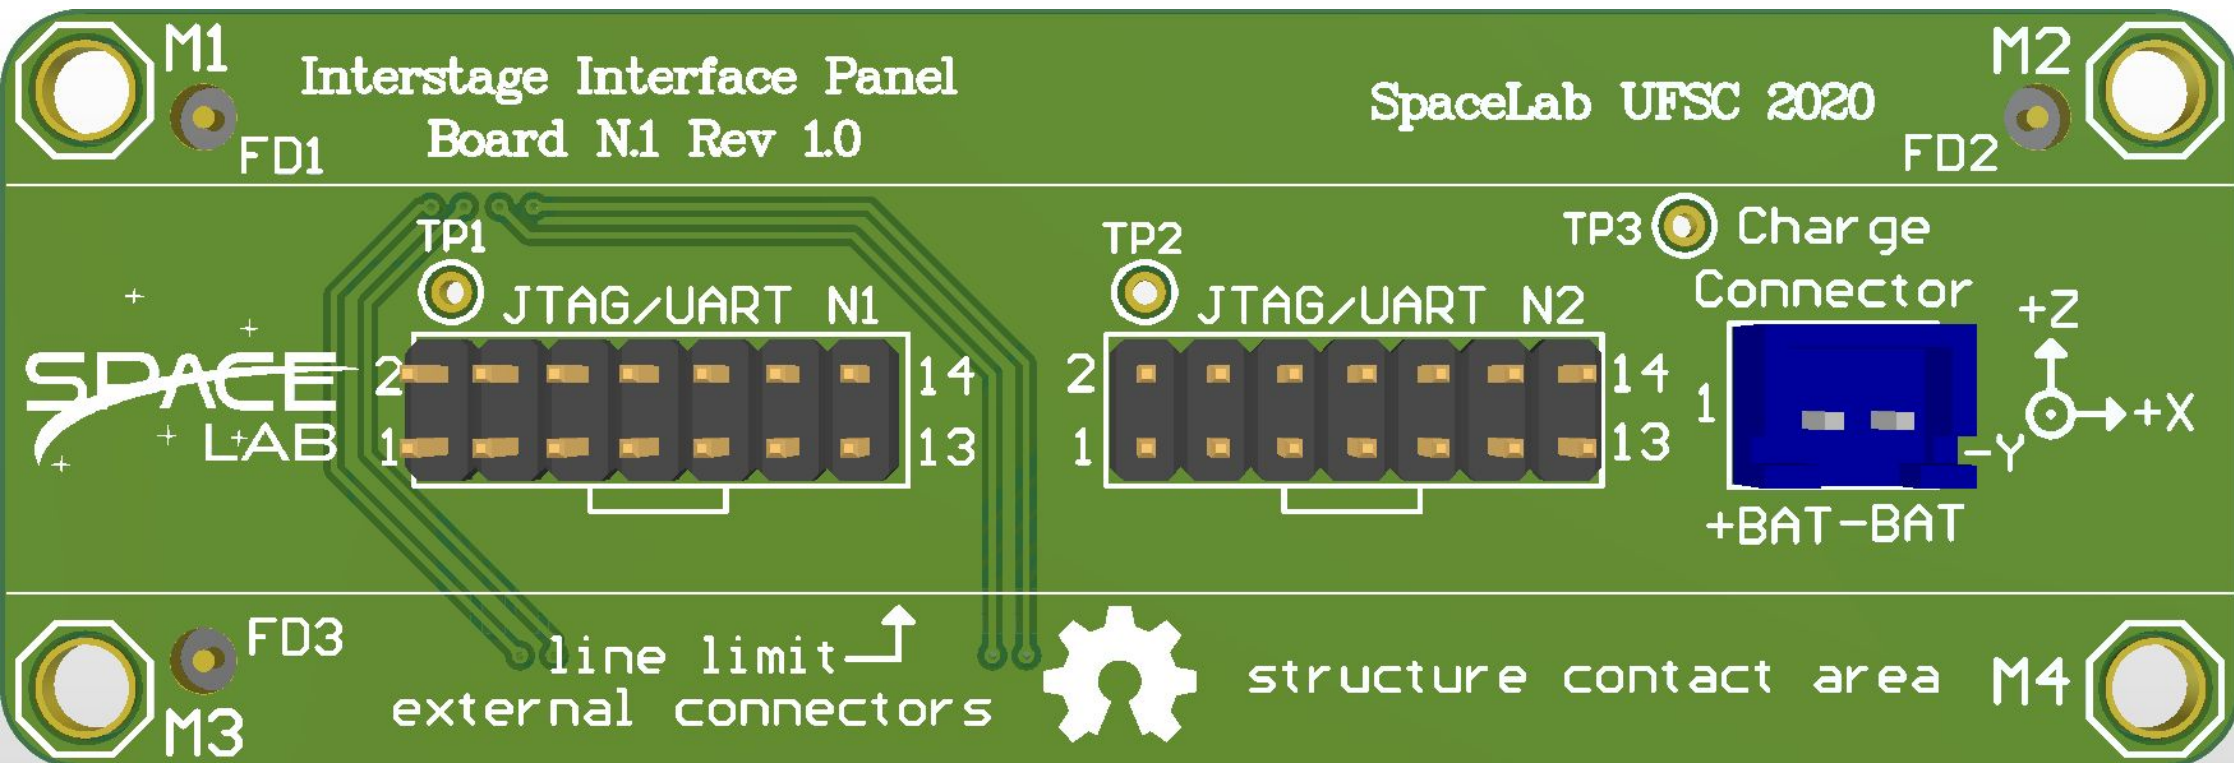 M1
Interstage Interface Panel
Board N.1 Rev 1.0
FD1
SpaceLab UFSC 2020
M2
FD2
TP1
JTAG/UART N1
TP2
JTAG/UART N2
TP3
Charge
Connector
SPACE
LAB
2
14
1
13
2
14
1
13
1
+BAT-BAT
+Z
+X
-Y
FD3
M3
line limit
external connectors
structure contact area
M4